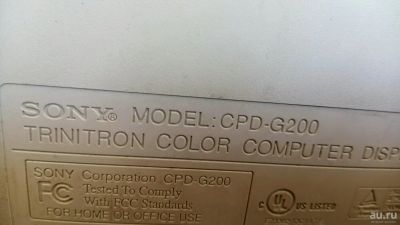 SONY® MODEL: CPD-G200
TRINITRON COLOR COMPUTER DISP
SONY Corporation CPD-G200
FC Tested To Comply
With FCC Standards
FOR HOME OR OFFICE USE
C UL US LISTED
au.ru